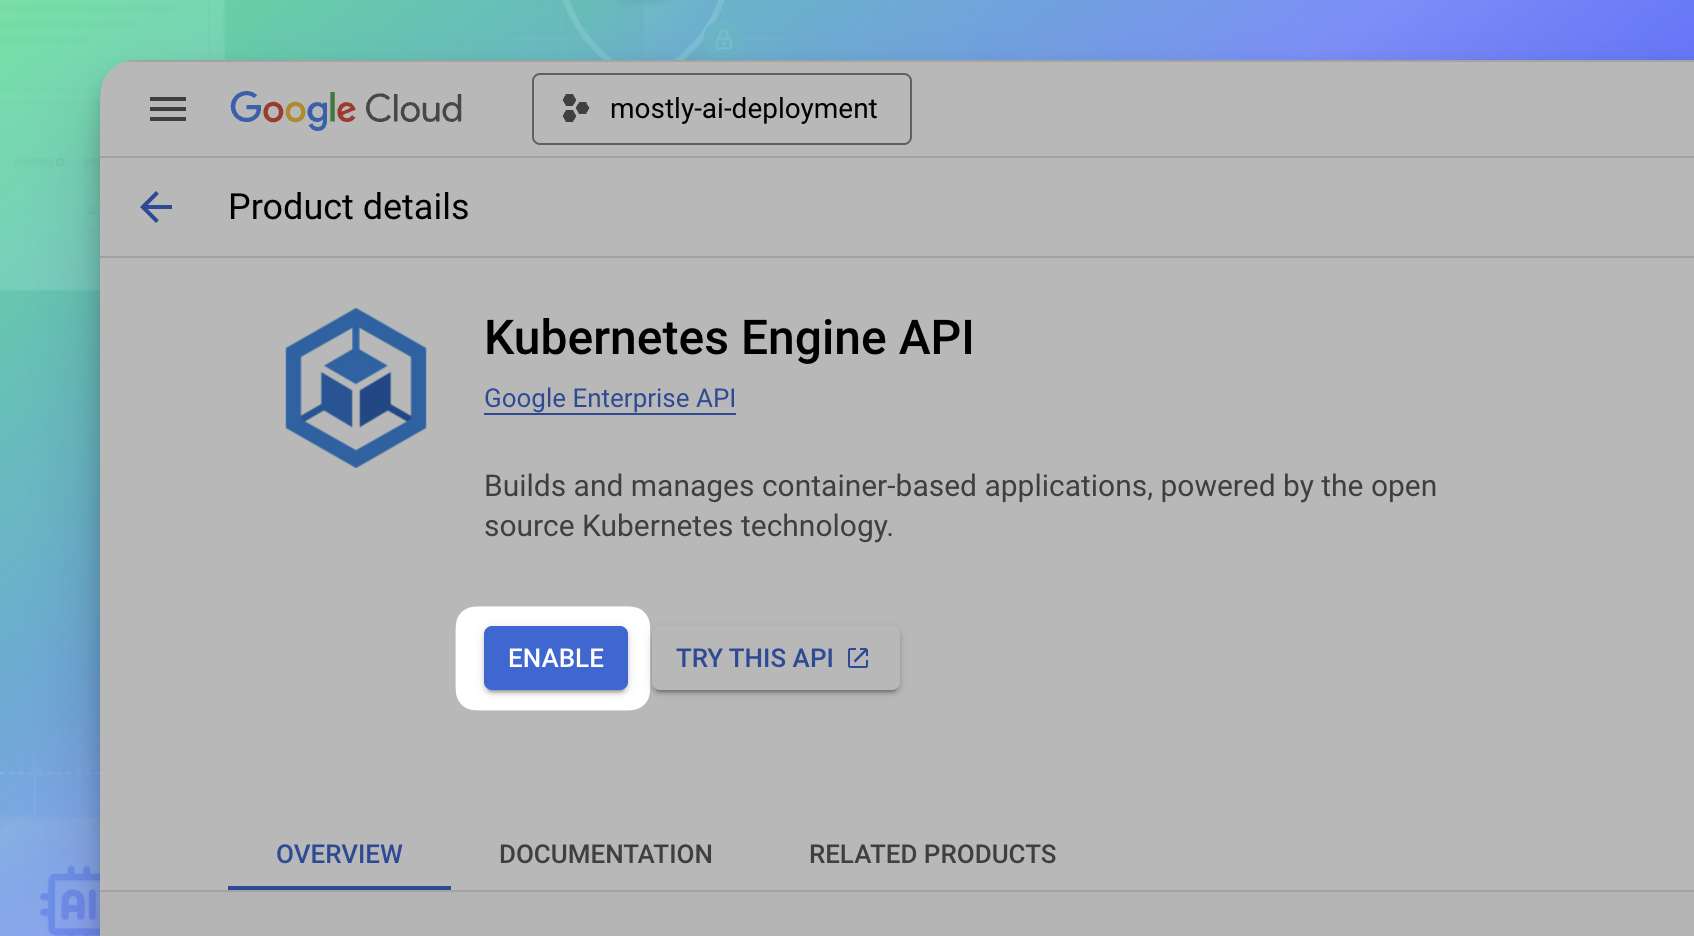 Google Cloud
mostly-ai-deployment
Product details
Kubernetes Engine API
Google Enterprise API
Builds and manages container-based applications, powered by the open
source Kubernetes technology.
ENABLE
TRY THIS API
OVERVIEW
DOCUMENTATION
RELATED PRODUCTS
AI